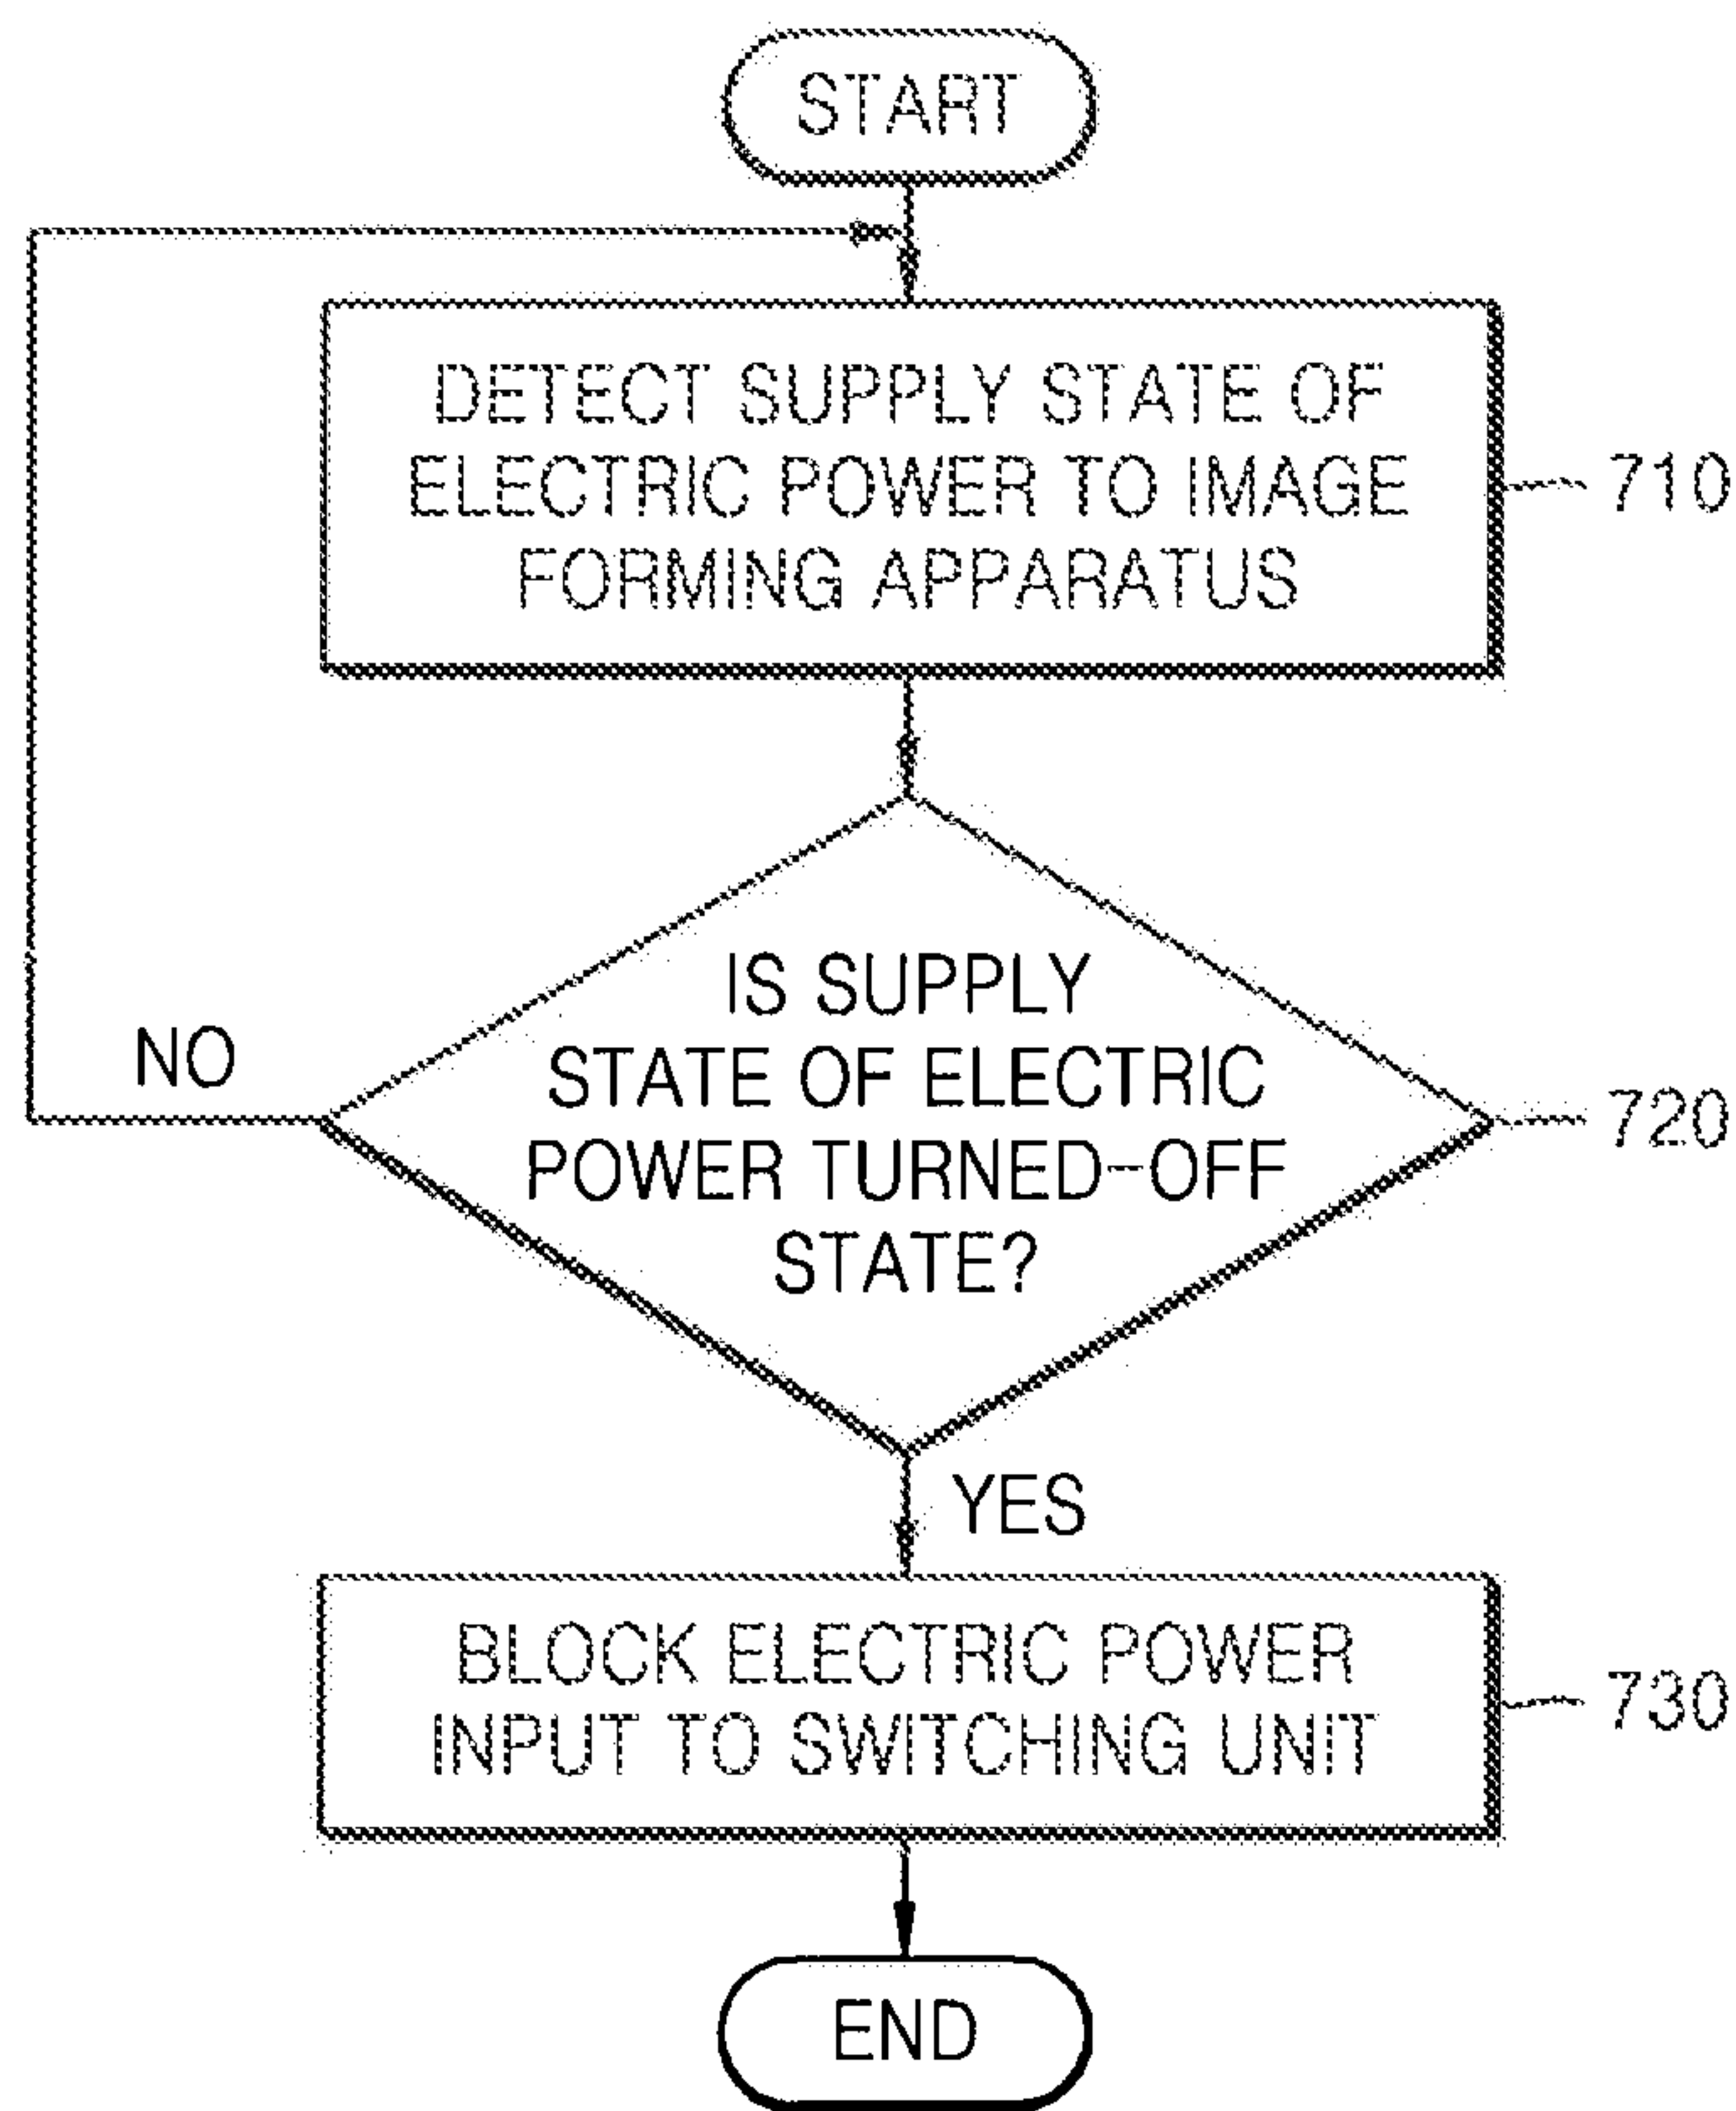 START
DETECT SUPPLY STATE OF
ELECTRIC POWER TO IMAGE
FORMING APPARATUS
710
IS SUPPLY
STATE OF ELECTRIC
POWER TURNED-OFF
STATE?
720
NO
YES
BLOCK ELECTRIC POWER
INPUT TO SWITCHING UNIT
730
END